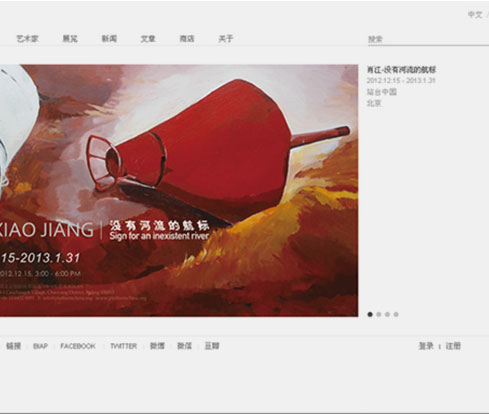 中文
艺术家 展览 新闻 文章 商店 关于
搜索
肖江-没有河流的航标
2012.12.15 - 2013.1.31
站台中国
北京
XIAO JIANG | 没有河流的航标
Sign for an inexistent river
15-2013.1.31
2012.12.15, 3:00 - 6:00 PM
链接 BIAP FACEBOOK TWITTER 微博 微信 豆瓣
登录 | 注册